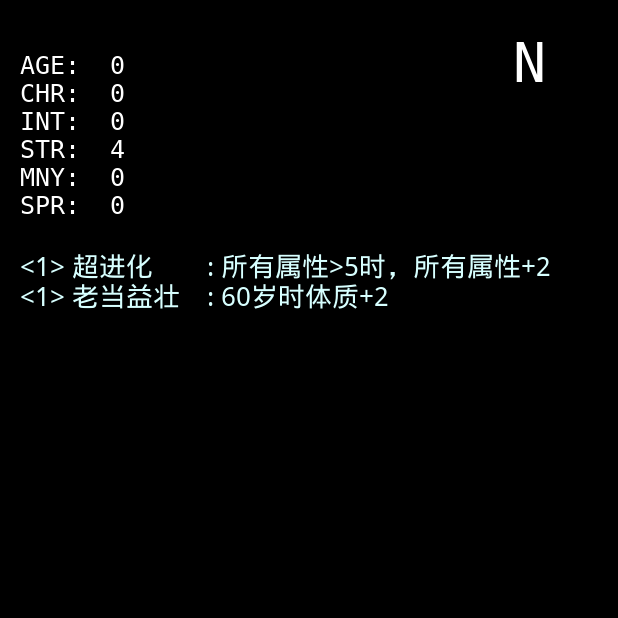 N
AGE: 0
CHR: 0
INT: 0
STR: 4
MNY: 0
SPR: 0
<1> 超进化 : 所有属性>5时，所有属性+2
<1> 老当益壮 : 60岁时体质+2